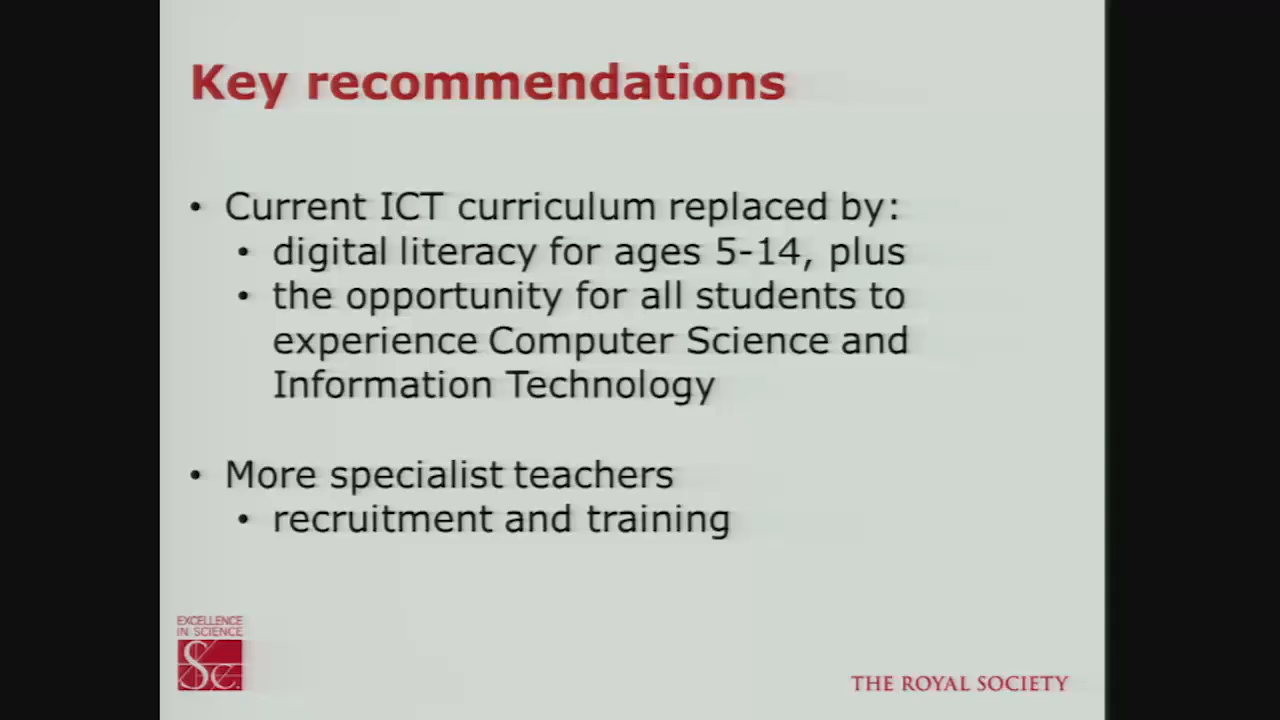 Key recommendations
• Current ICT curriculum replaced by:
• digital literacy for ages 5-14, plus
• the opportunity for all students to
experience Computer Science and
Information Technology
• More specialist teachers
• recruitment and training
EXCELLENCE
IN SCIENCE
Sc
THE ROYAL SOCIETY